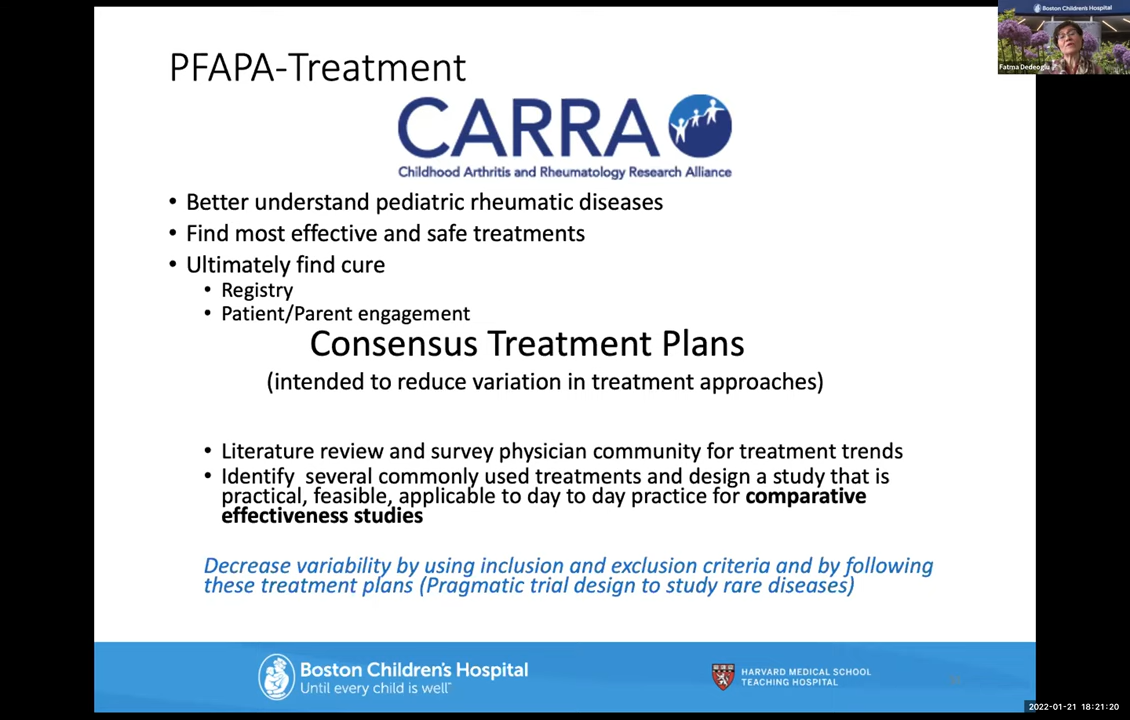 Boston Children's Hospital
Fatma Dedeoglu
PFAPA-Treatment
CARRA
Childhood Arthritis and Rheumatology Research Alliance
• Better understand pediatric rheumatic diseases
• Find most effective and safe treatments
• Ultimately find cure
• Registry
• Patient/Parent engagement
Consensus Treatment Plans
(intended to reduce variation in treatment approaches)
• Literature review and survey physician community for treatment trends
• Identify several commonly used treatments and design a study that is
practical, feasible, applicable to day to day practice for comparative
effectiveness studies
Decrease variability by using inclusion and exclusion criteria and by following
these treatment plans (Pragmatic trial design to study rare diseases)
Boston Children's Hospital
Until every child is well™
HARVARD MEDICAL SCHOOL
TEACHING HOSPITAL
2022-01-21 18:21:20